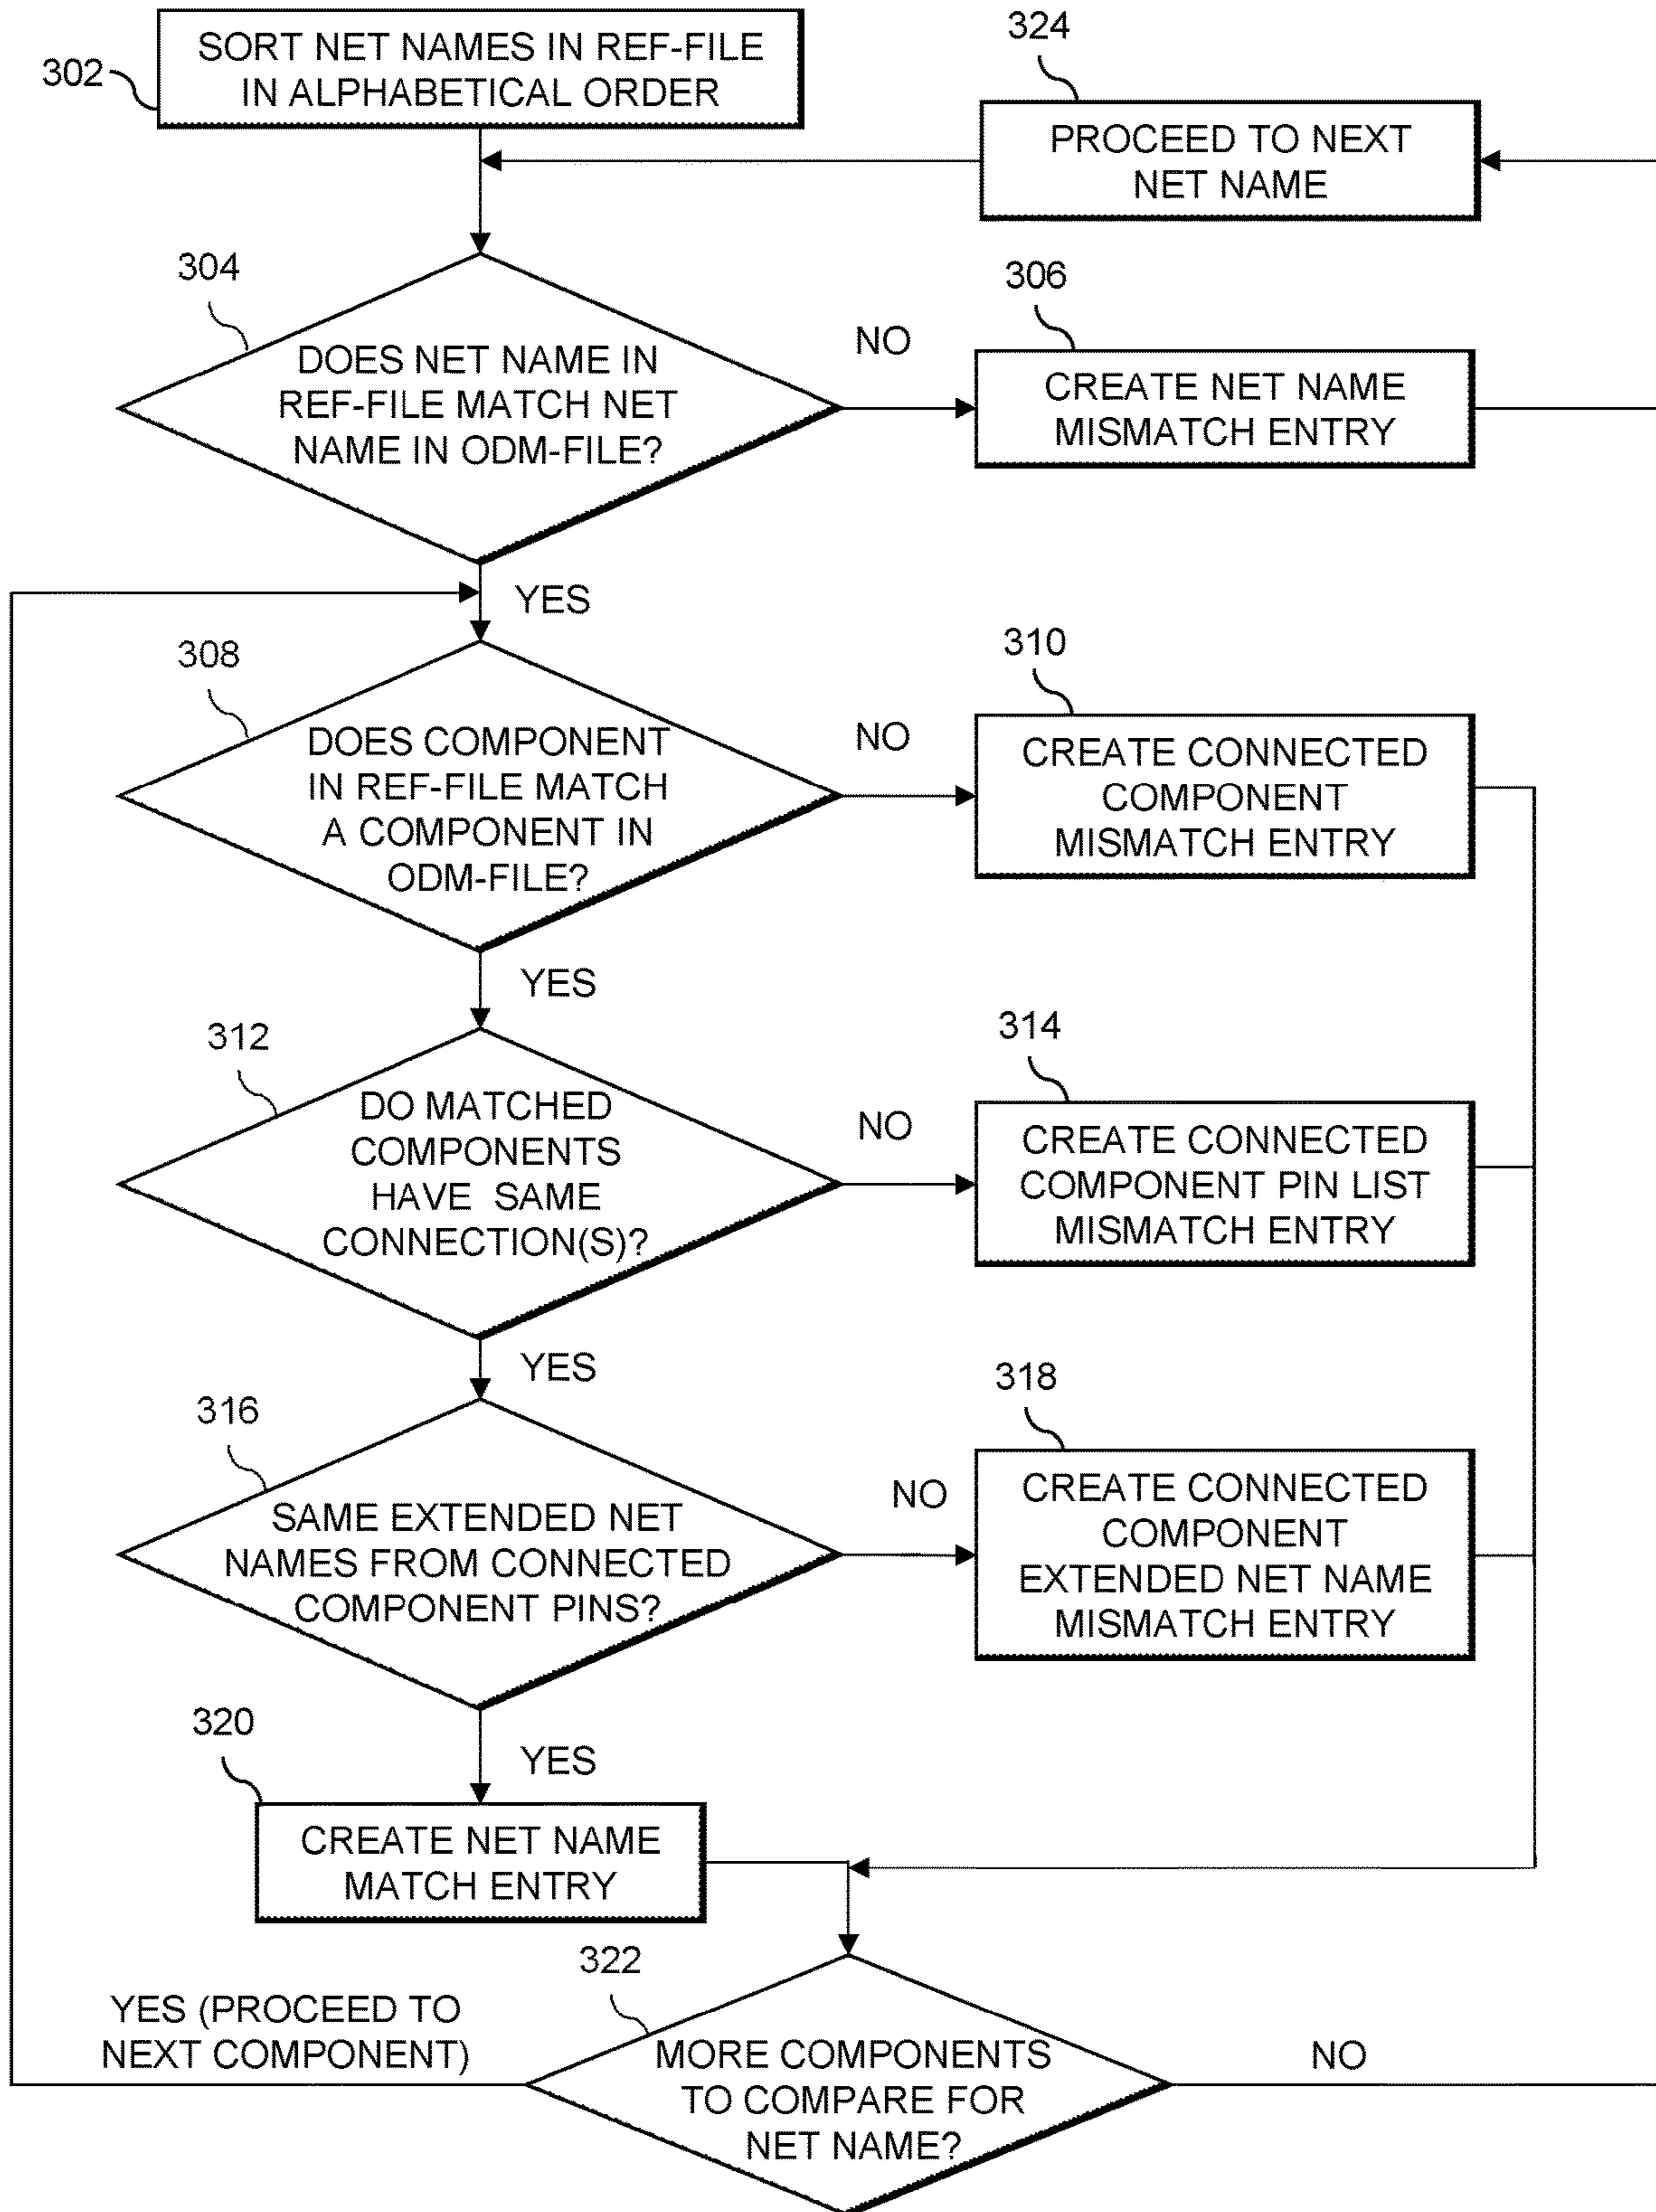 302
SORT NET NAMES IN REF-FILE
IN ALPHABETICAL ORDER
324
PROCEED TO NEXT
NET NAME
304
DOES NET NAME IN
REF-FILE MATCH NET
NAME IN ODM-FILE?
NO
306
CREATE NET NAME
MISMATCH ENTRY
YES
308
DOES COMPONENT
IN REF-FILE MATCH
A COMPONENT IN
ODM-FILE?
NO
310
CREATE CONNECTED
COMPONENT
MISMATCH ENTRY
YES
312
DO MATCHED
COMPONENTS
HAVE SAME
CONNECTION(S)?
NO
314
CREATE CONNECTED
COMPONENT PIN LIST
MISMATCH ENTRY
YES
316
SAME EXTENDED NET
NAMES FROM CONNECTED
COMPONENT PINS?
NO
318
CREATE CONNECTED
COMPONENT
EXTENDED NET NAME
MISMATCH ENTRY
YES
320
CREATE NET NAME
MATCH ENTRY
322
MORE COMPONENTS
TO COMPARE FOR
NET NAME?
YES (PROCEED TO
NEXT COMPONENT)
NO